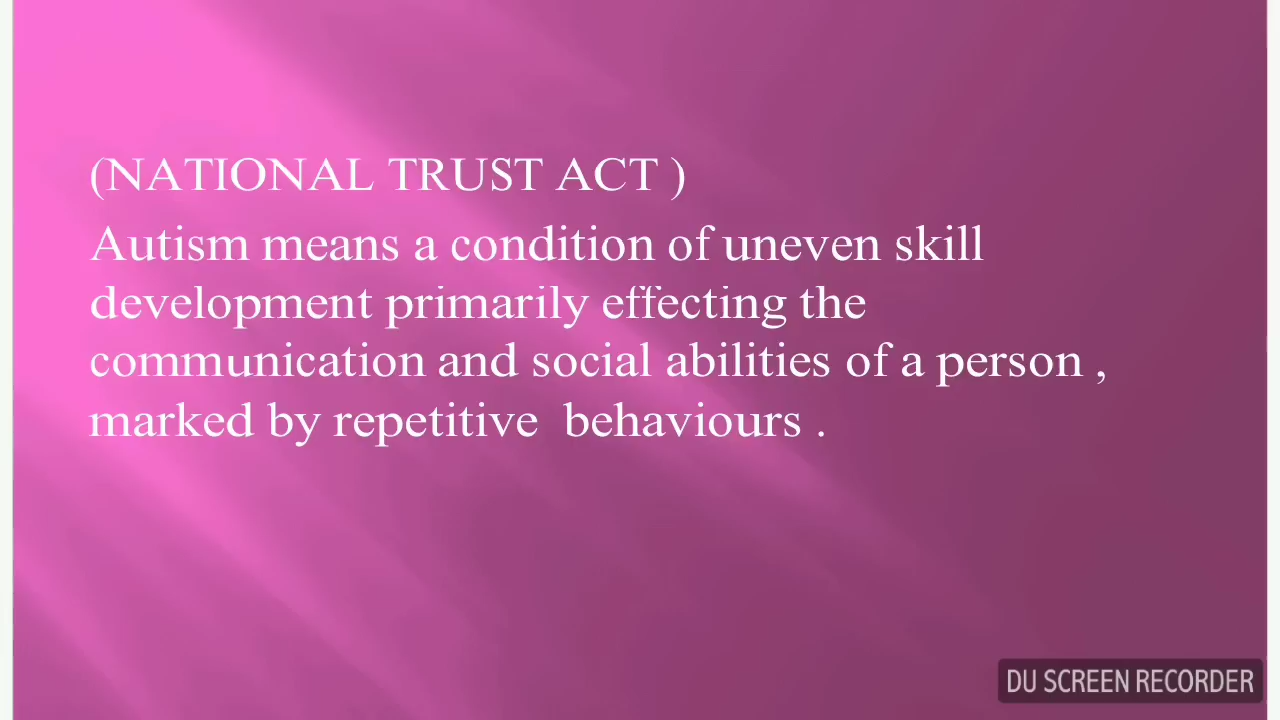 (NATIONAL TRUST ACT )
Autism means a condition of uneven skill
development primarily effecting the
communication and social abilities of a person ,
marked by repetitive  behaviours .
DU SCREEN RECORDER